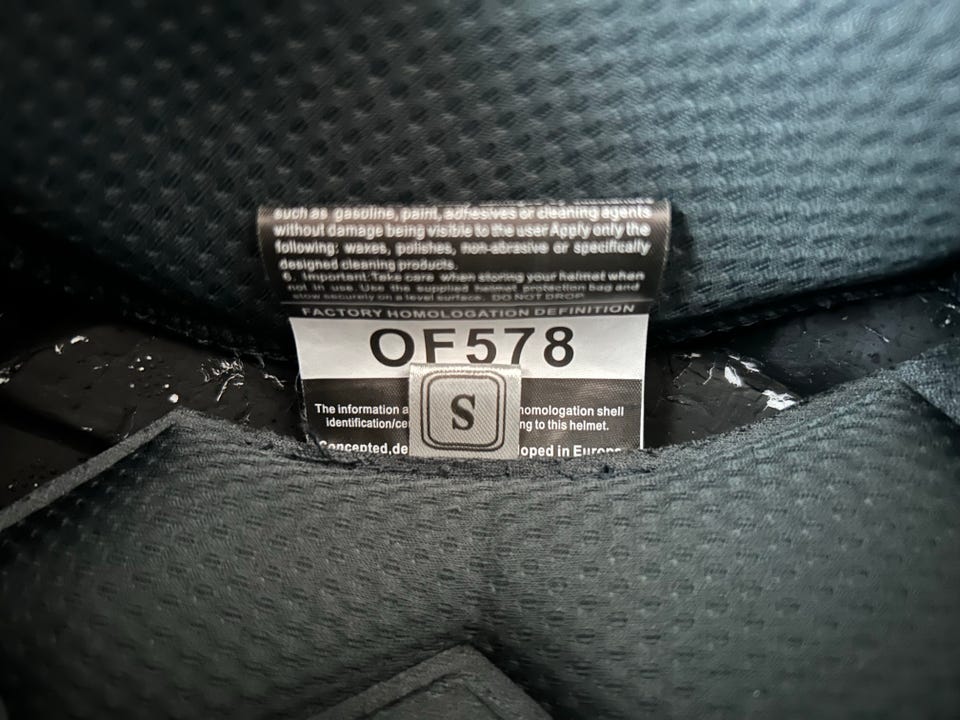 such as gasoline, paint, adhesives or cleaning agents
without damage being visible to the user Apply only the
following: waxes, polishes, non-abrasive or specifically
designed cleaning products.
6. Important:Take care when storing your helmet when
not in use. Use the supplied helmet protection bag and
stow securely on a level surface. DO NOT DROP
FACTORY HOMOLOGATION DEFINITION
OF578
S
The information a homologation shell
identification/ce ng to this helmet.
Concepted,de loped in Europe